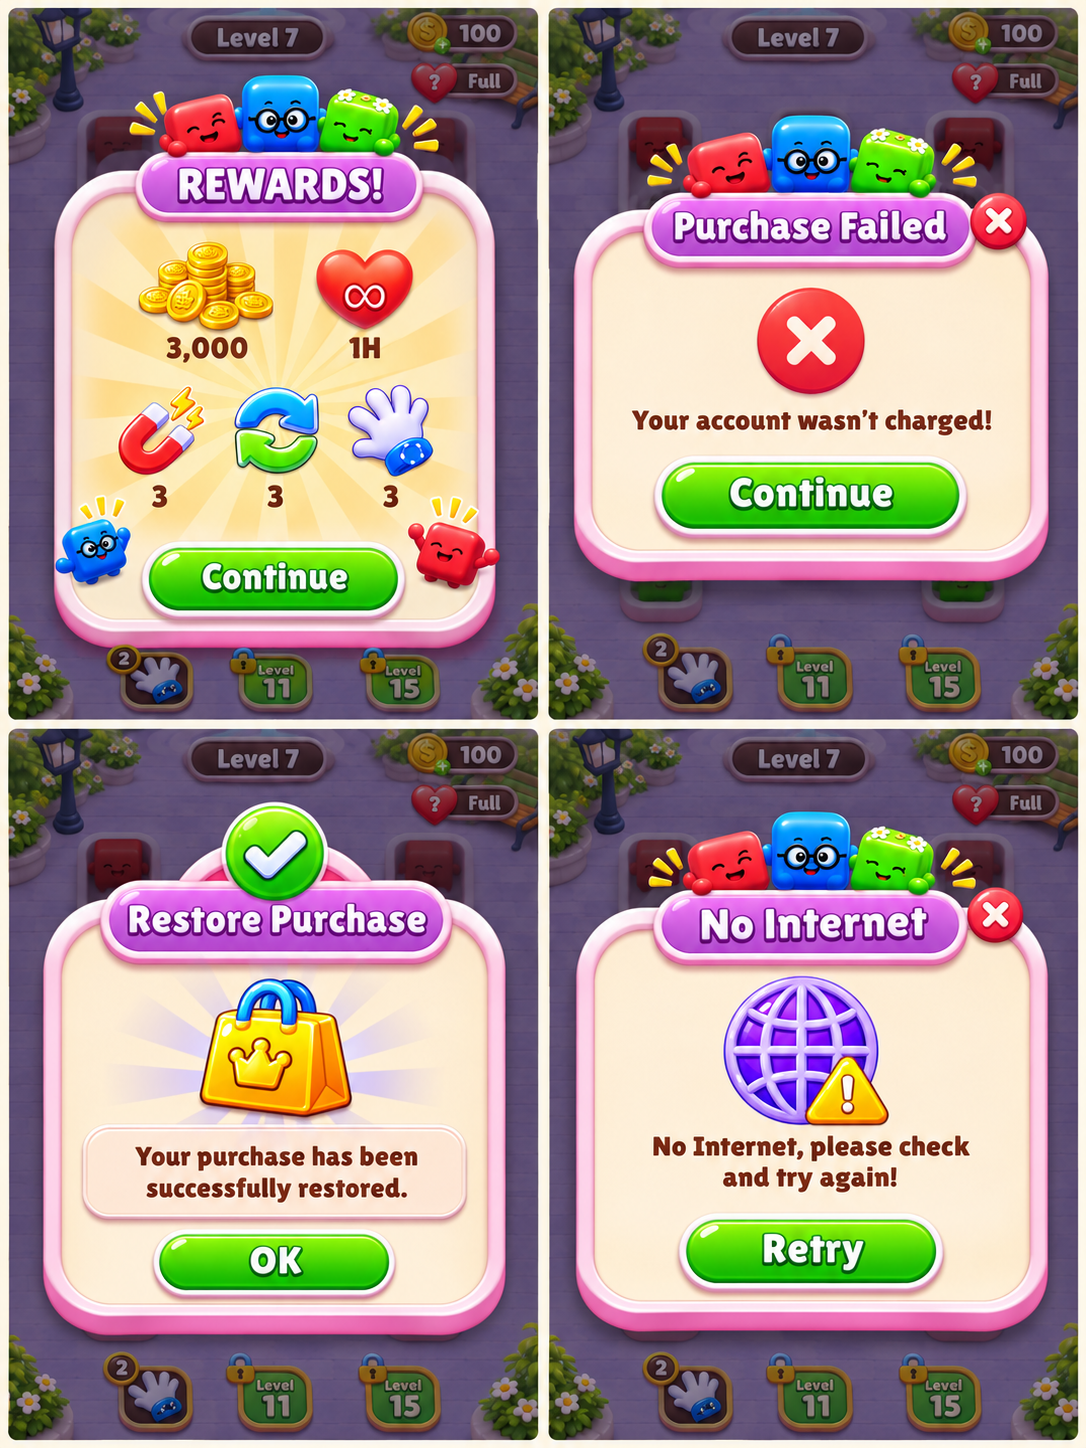 Level 7
100
? Full
REWARDS!
3,000
1H
3
3
3
Continue
2
Level 11
Level 15
Level 7
100
? Full
Purchase Failed
Your account wasn't charged!
Continue
2
Level 11
Level 15
Level 7
100
? Full
Restore Purchase
Your purchase has been
successfully restored.
OK
2
Level 11
Level 15
Level 7
100
? Full
No Internet
!
No Internet, please check
and try again!
Retry
2
Level 11
Level 15